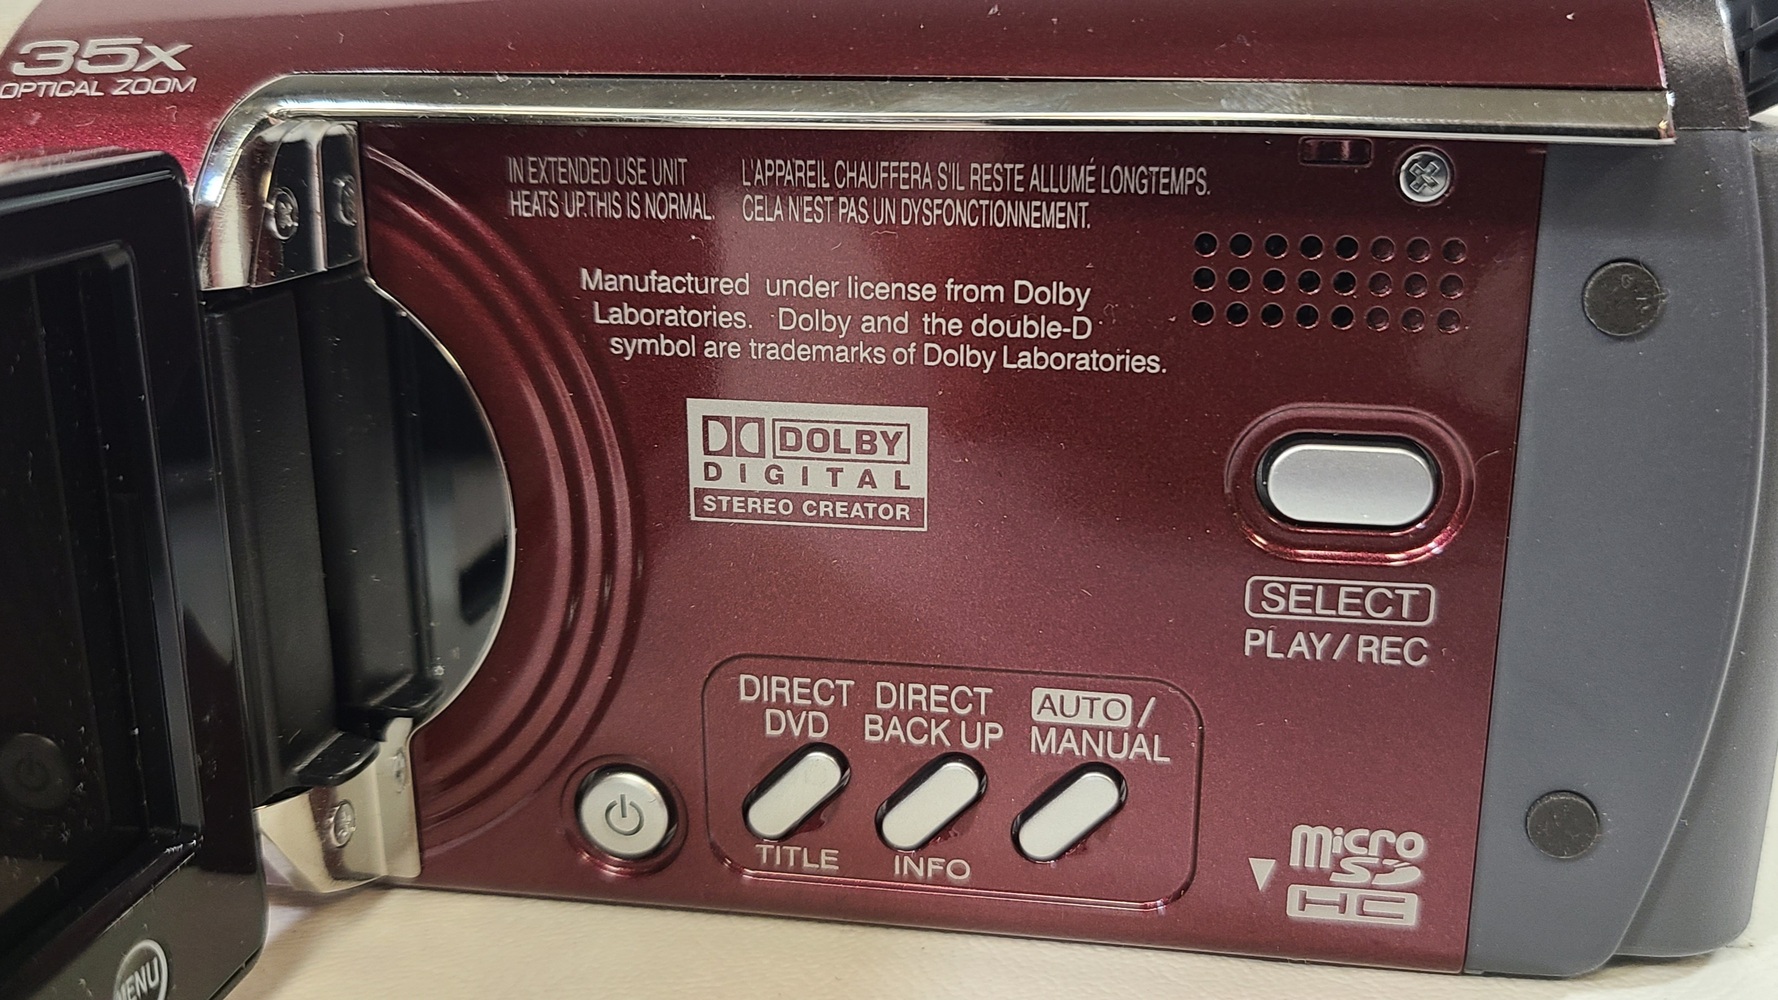 35x
OPTICAL ZOOM
IN EXTENDED USE UNIT
HEATS UP.THIS IS NORMAL.
L'APPAREIL CHAUFFERA S'IL RESTE ALLUMÉ LONGTEMPS.
CELA N'EST PAS UN DYSFONCTIONNEMENT.
Manufactured under license from Dolby
Laboratories. Dolby and the double-D
symbol are trademarks of Dolby Laboratories.
DOLBY
DIGITAL
STEREO CREATOR
SELECT
PLAY/REC
DIRECT
DVD
TITLE
DIRECT
BACK UP
INFO
AUTO/
MANUAL
Micro
SD
HC
MENU